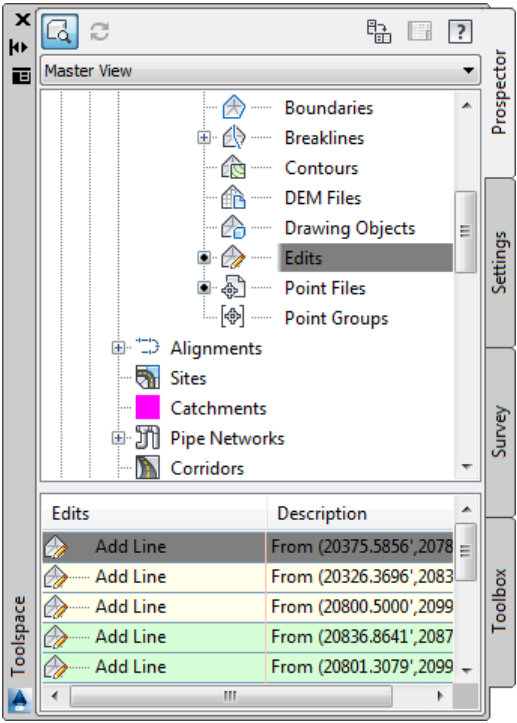 Master View
Boundaries
Breaklines
Contours
DEM Files
Drawing Objects
Edits
Point Files
Point Groups
Alignments
Sites
Catchments
Pipe Networks
Corridors
Edits Description
Add Line From (20375.5856',2078
Add Line From (20326.3696',2083
Add Line From (20800.5000',2099
Add Line From (20836.8641',2087
Add Line From (20801.3079',2099
Prospector
Settings
Survey
Toolbox
Toolspace